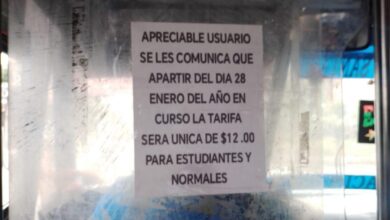 APRECIABLE USUARIO
SE LES COMUNICA QUE
APARTIR DEL DIA 28
ENERO DEL AÑO EN
CURSO LA TARIFA
SERA UNICA DE $12 .00
PARA ESTUDIANTES Y
NORMALES